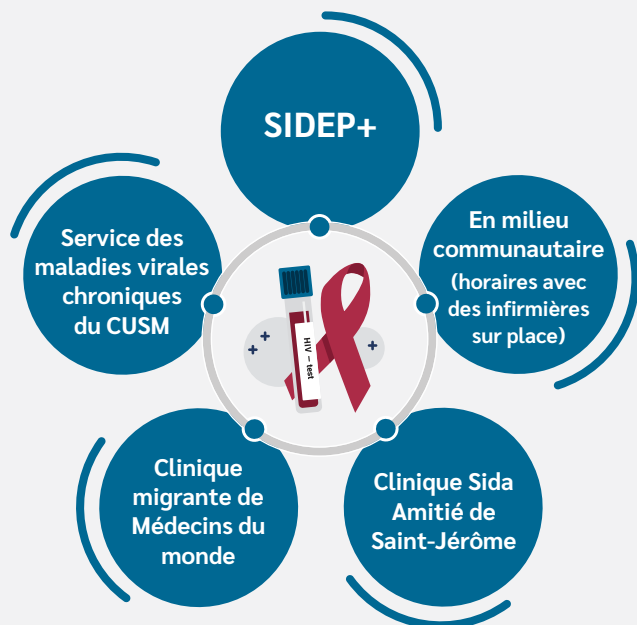 SIDEP+
En milieu
communautaire
(horaires avec
des infirmières
sur place)
Clinique Sida
Amitié de
Saint-Jérôme
Clinique
migrante de
Médecins du
monde
Service des
maladies virales
chroniques
du CUSM
HIV – test